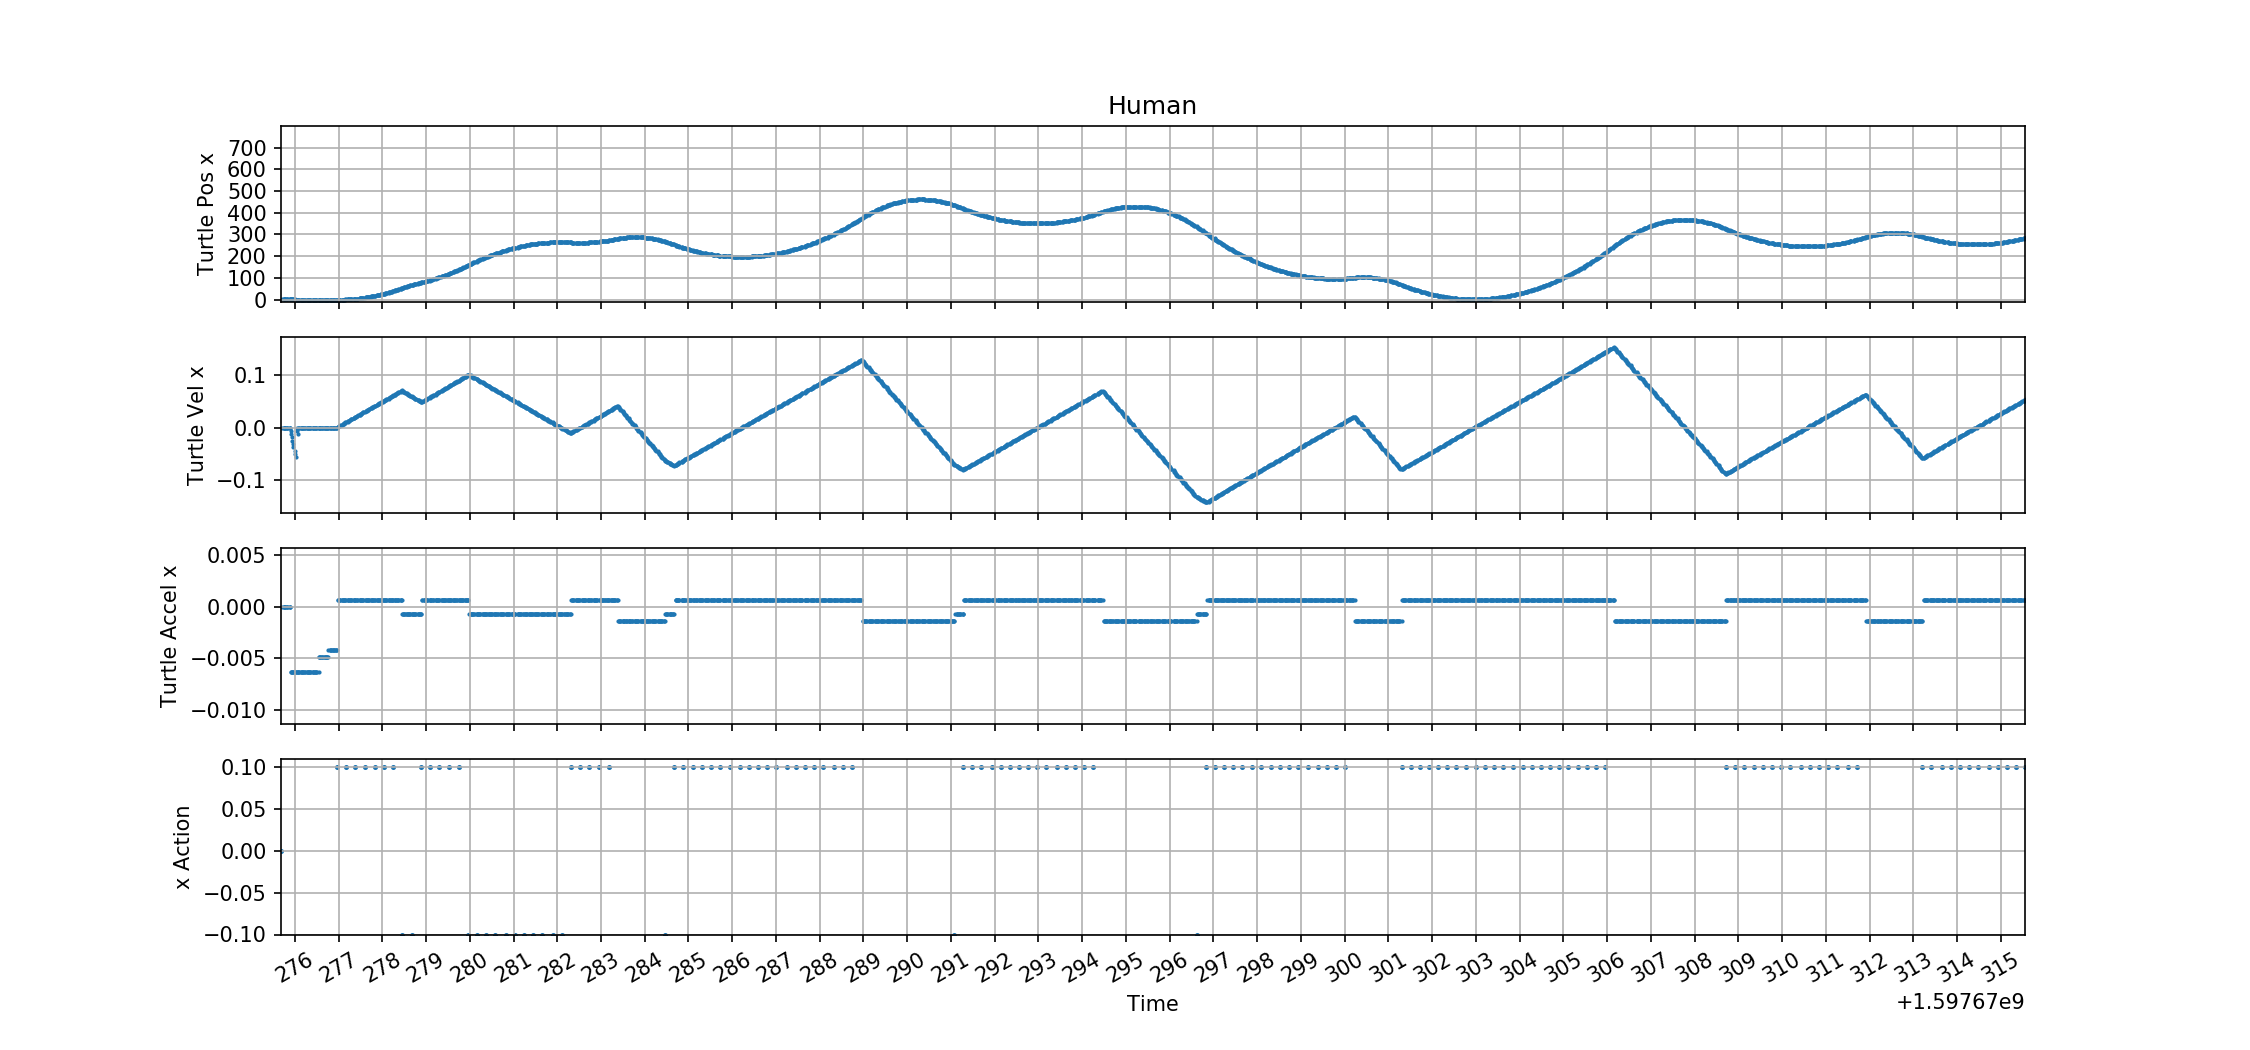 Human
Turtle Pos x
700
600
500
400
300
200
100
0
Turtle Vel x
0.1
0.0
−0.1
Turtle Accel x
0.005
0.000
−0.005
−0.010
x Action
0.10
0.05
0.00
−0.05
−0.10
276 277 278 279 280 281 282 283 284 285 286 287 288 289 290 291 292 293 294 295 296 297 298 299 300 301 302 303 304 305 306 307 308 309 310 311 312 313 314 315
Time
+1.59767e9